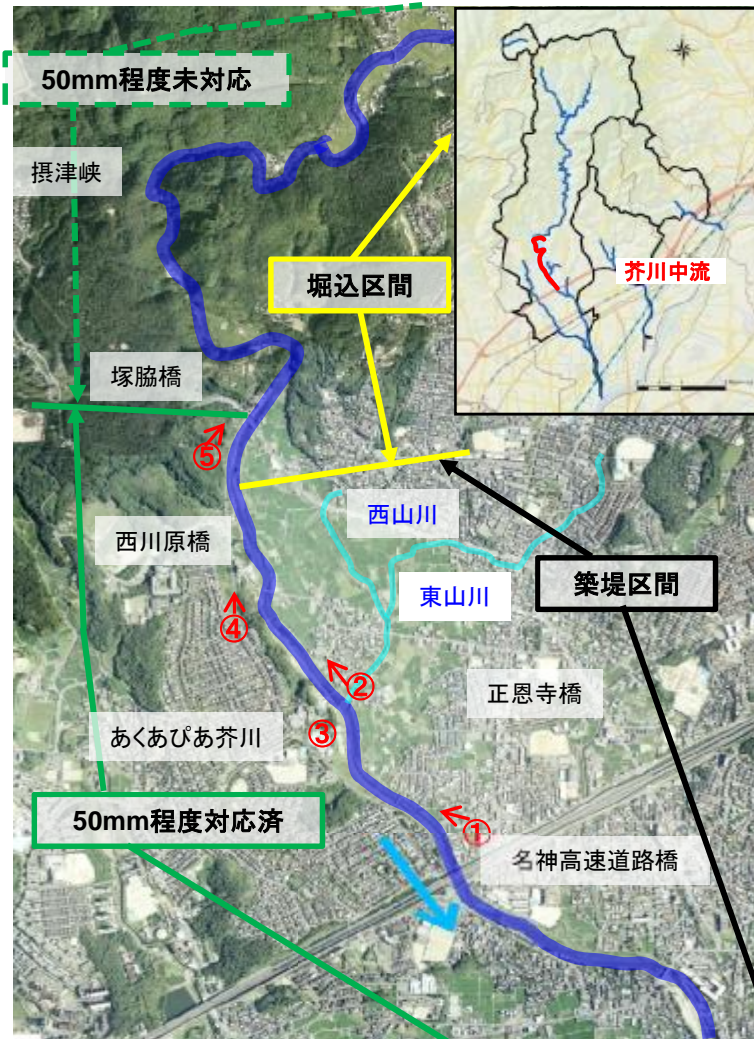 50mm程度未対応
摂津峡
堀込区間
芥川中流
塚脇橋
⑤
西山川
西川原橋
築堤区間
東山川
④
②
正恩寺橋
③
あくあぴあ芥川
50mm程度対応済
①
名神高速道路橋